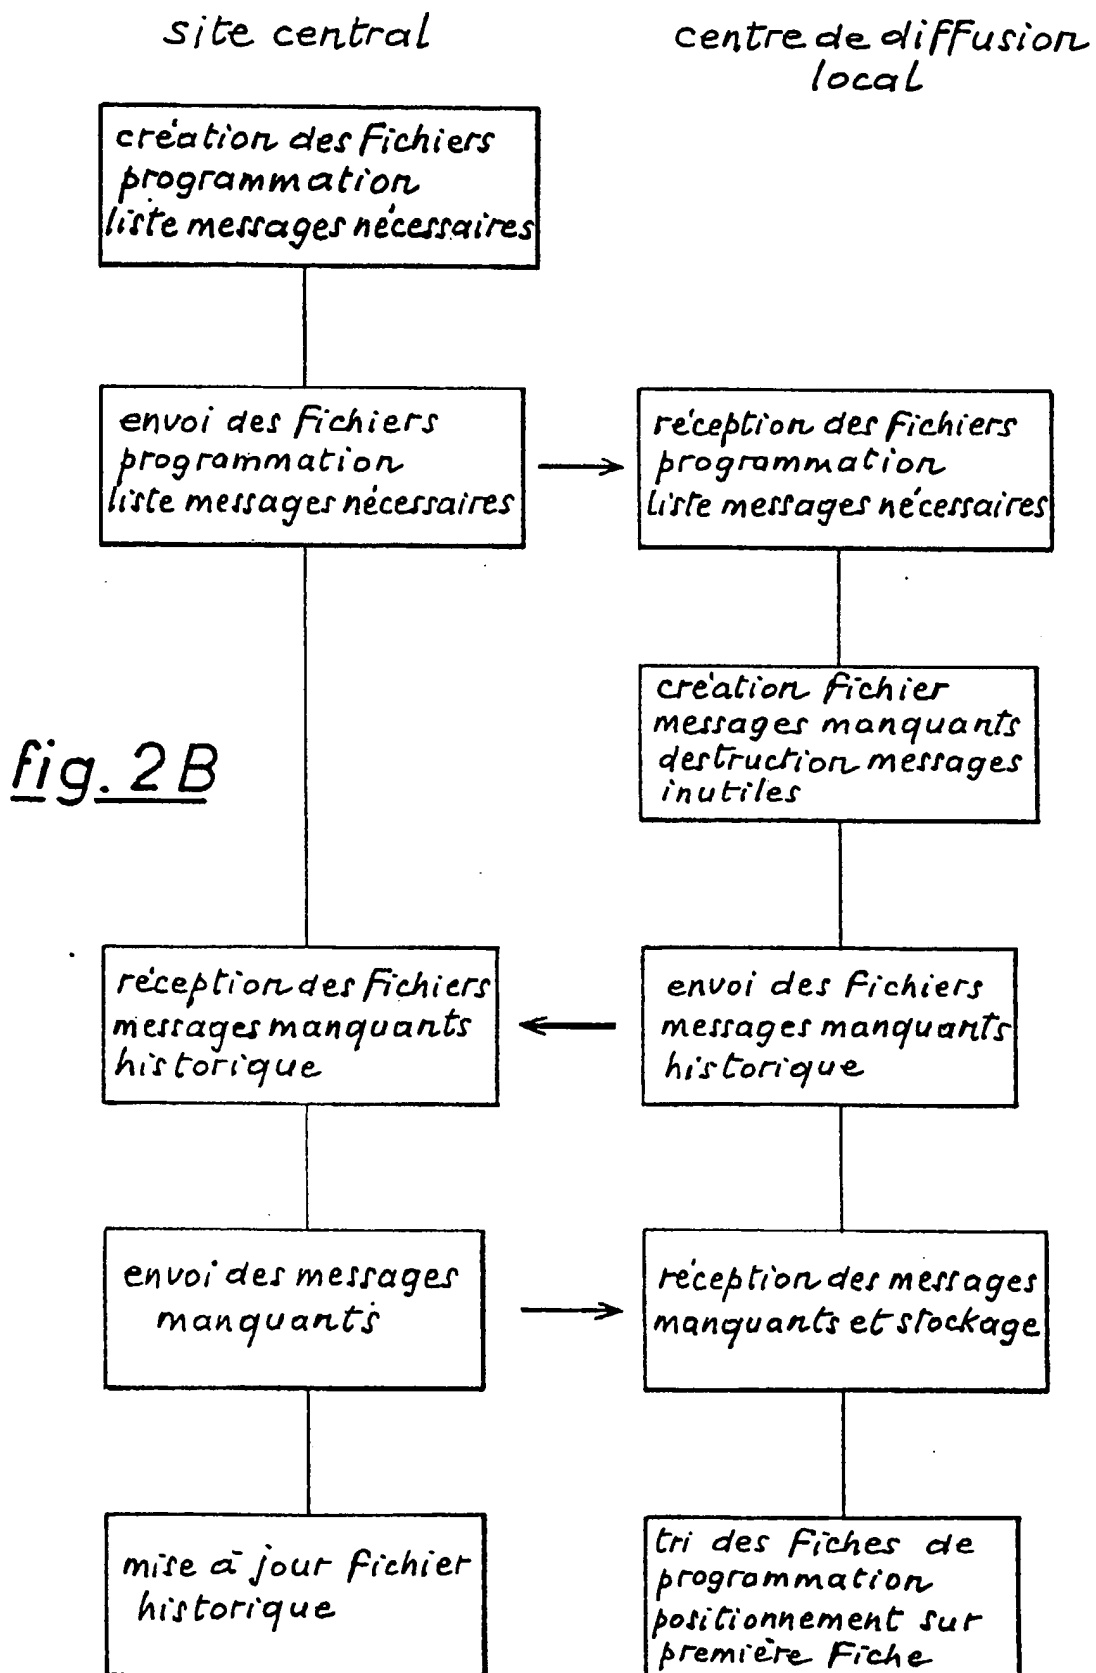 site central
centre de diffusion
local
création des fichiers
programmation
liste messages nécessaires
envoi des fichiers
programmation
liste messages nécessaires
réception des fichiers
programmation
liste messages nécessaires
création fichier
messages manquants
destruction messages
inutiles
fig. 2B
réception des fichiers
messages manquants
historique
envoi des fichiers
messages manquants
historique
envoi des messages
manquants
réception des messages
manquants et stockage
mise à jour fichier
historique
tri des fiches de
programmation
positionnement sur
première fiche